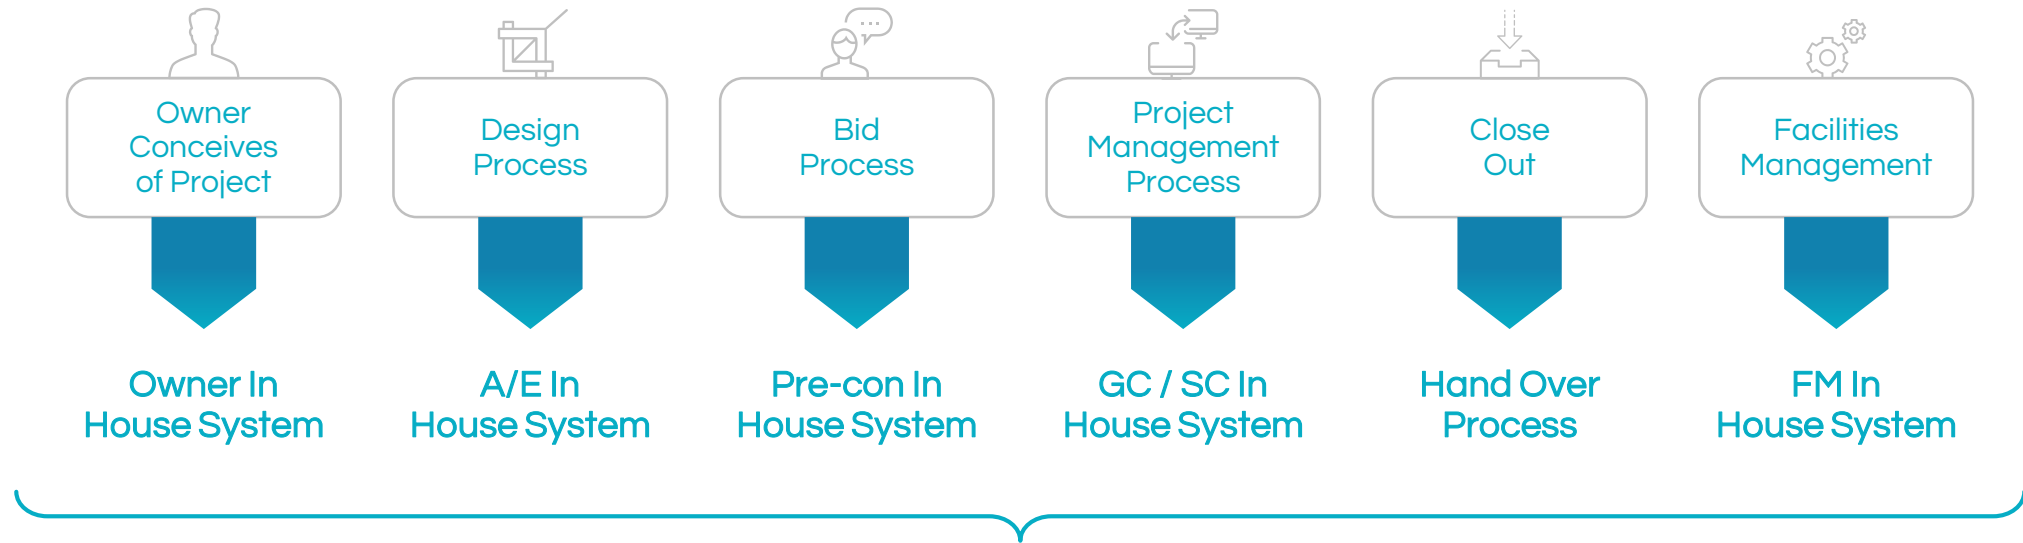 Owner
Conceives
of Project
Design
Process
Bid
Process
Project
Management
Process
Close
Out
Facilities
Management
Owner In
House System
A/E In
House System
Pre-con In
House System
GC / SC In
House System
Hand Over
Process
FM In
House System